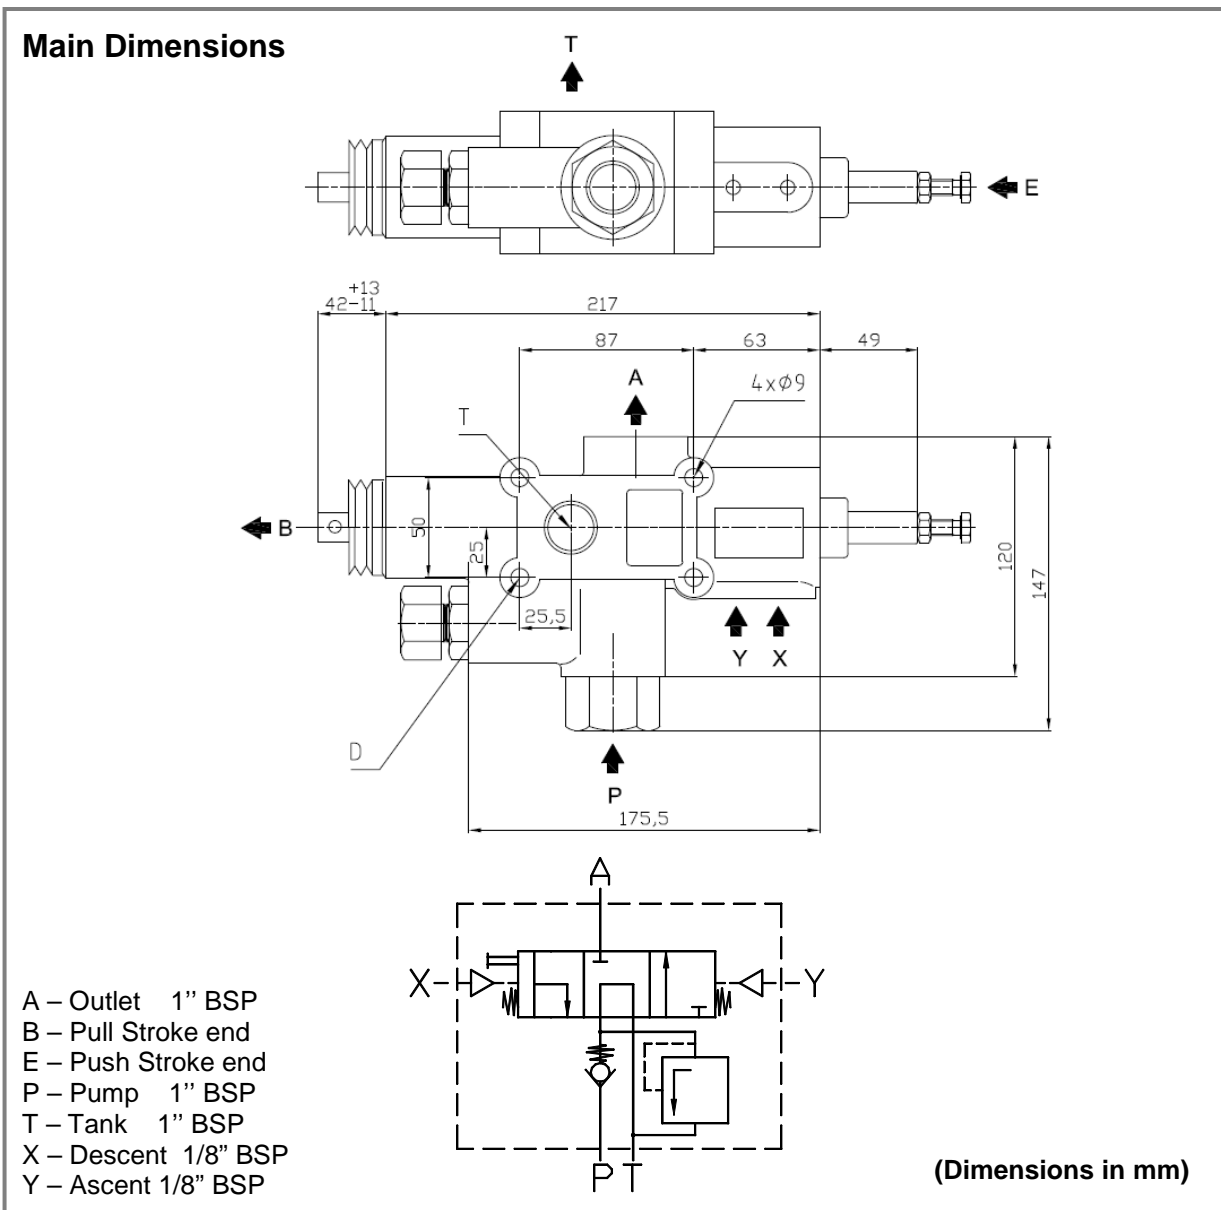 Main Dimensions
T
E
+13
42-11
217
87
63
49
A
4xØ9
T
B
50
25
25,5
120
147
Y X
D
P
175,5
A
X
Y
P T
A – Outlet 1’’ BSP
B – Pull Stroke end
E – Push Stroke end
P – Pump 1’’ BSP
T – Tank 1’’ BSP
X – Descent 1/8” BSP
Y – Ascent 1/8” BSP
(Dimensions in mm)